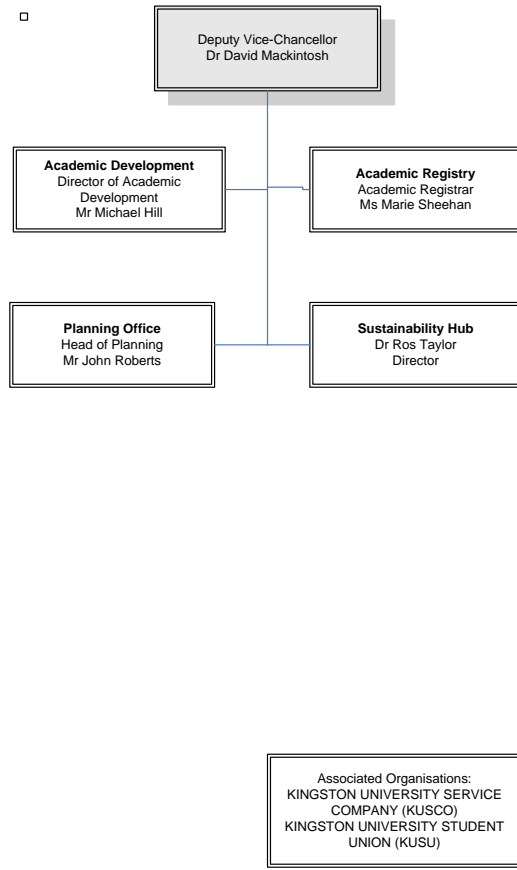 Deputy Vice-Chancellor
Dr David Mackintosh
Academic Development
Director of Academic
Development
Mr Michael Hill
Academic Registry
Academic Registrar
Ms Marie Sheehan
Planning Office
Head of Planning
Mr John Roberts
Sustainability Hub
Dr Ros Taylor
Director
Associated Organisations:
KINGSTON UNIVERSITY SERVICE
COMPANY (KUSCO)
KINGSTON UNIVERSITY STUDENT
UNION (KUSU)